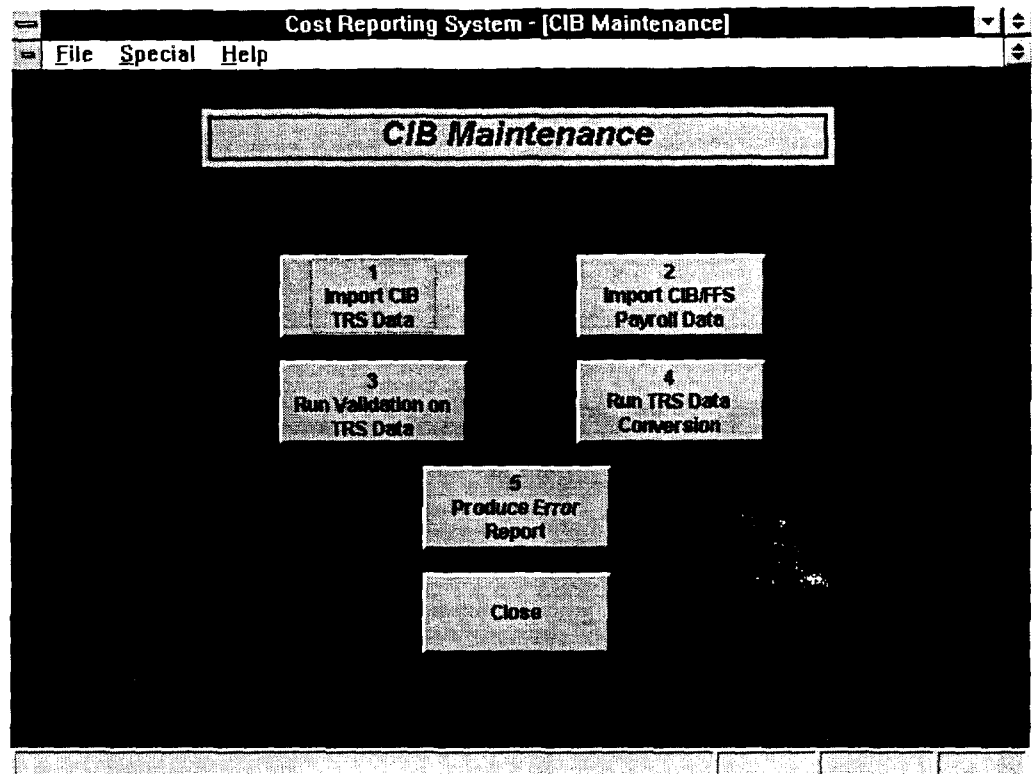 Cost Reporting System - [CIB Maintenance]
File Special Help
CIB Maintenance
1
Import CIB
TRS Data
2
Import CIB/FFS
Payroll Data
3
Run Validation on
TRS Data
4
Run TRS Data
Conversion
5
Produce Error
Report
Close